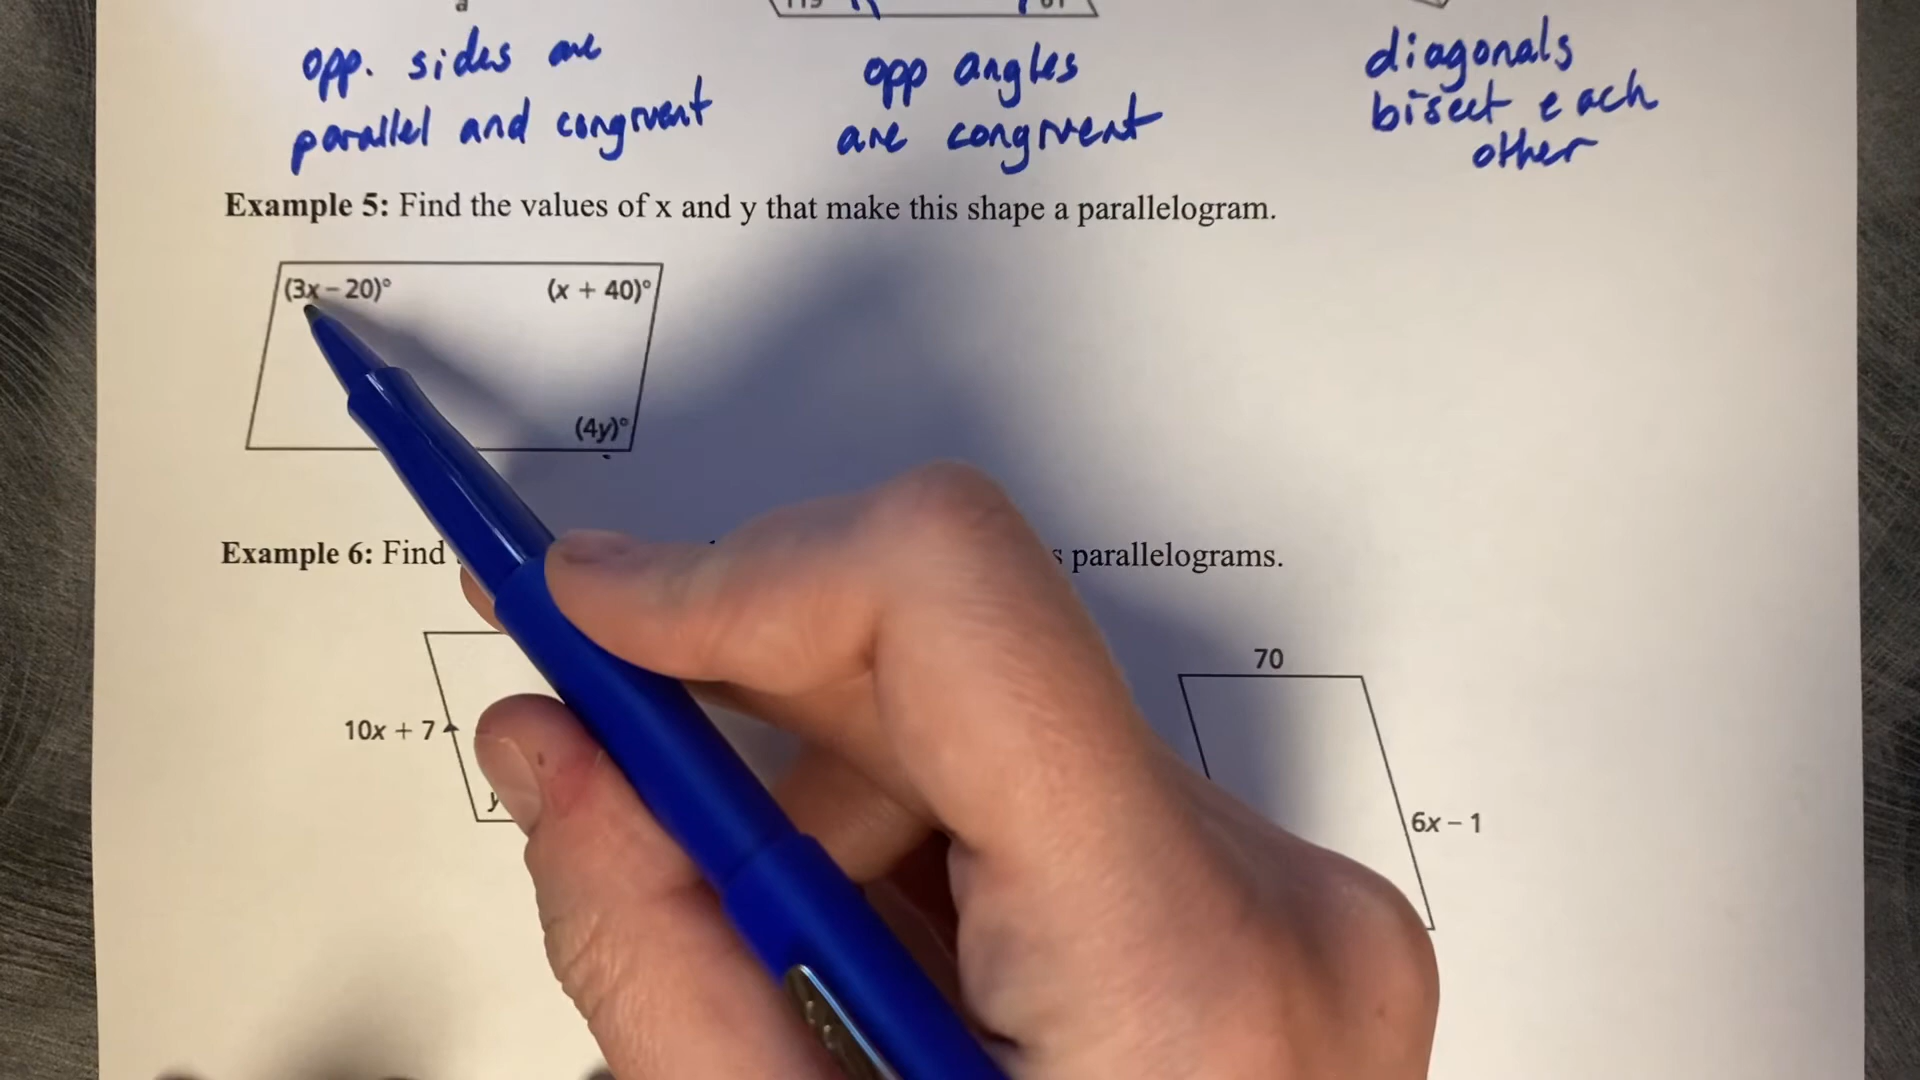 opp. sides are
parallel and congruent
opp angles
are congruent
diagonals
bisect each
other
Example 5: Find the values of x and y that make this shape a parallelogram.
(3x – 20)° (x + 40)°
(4y)°
Example 6: Find parallelograms.
70
10x + 7
y
6x – 1